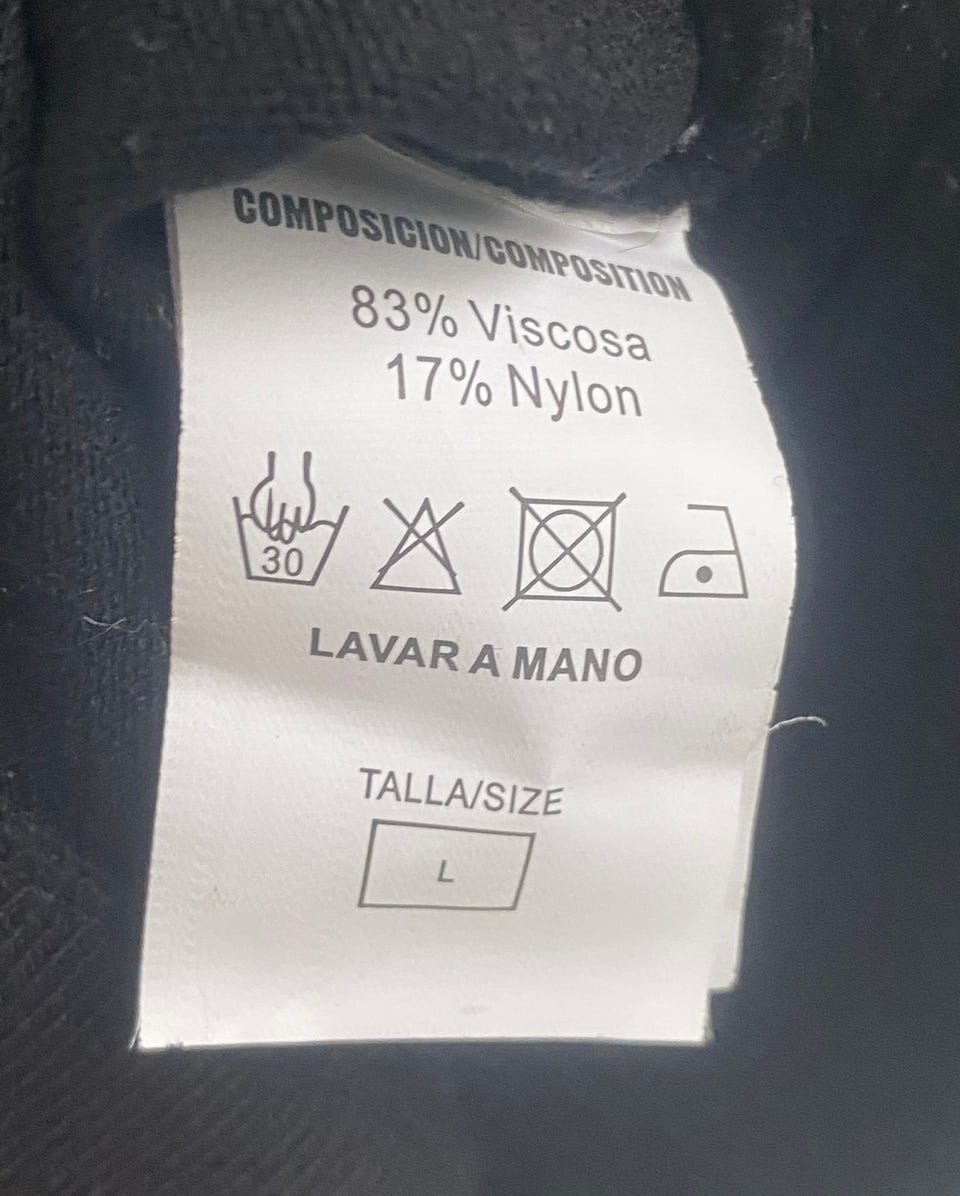 COMPOSICION/COMPOSITION
83% Viscosa
17% Nylon
30
LAVAR A MANO
TALLA/SIZE
L